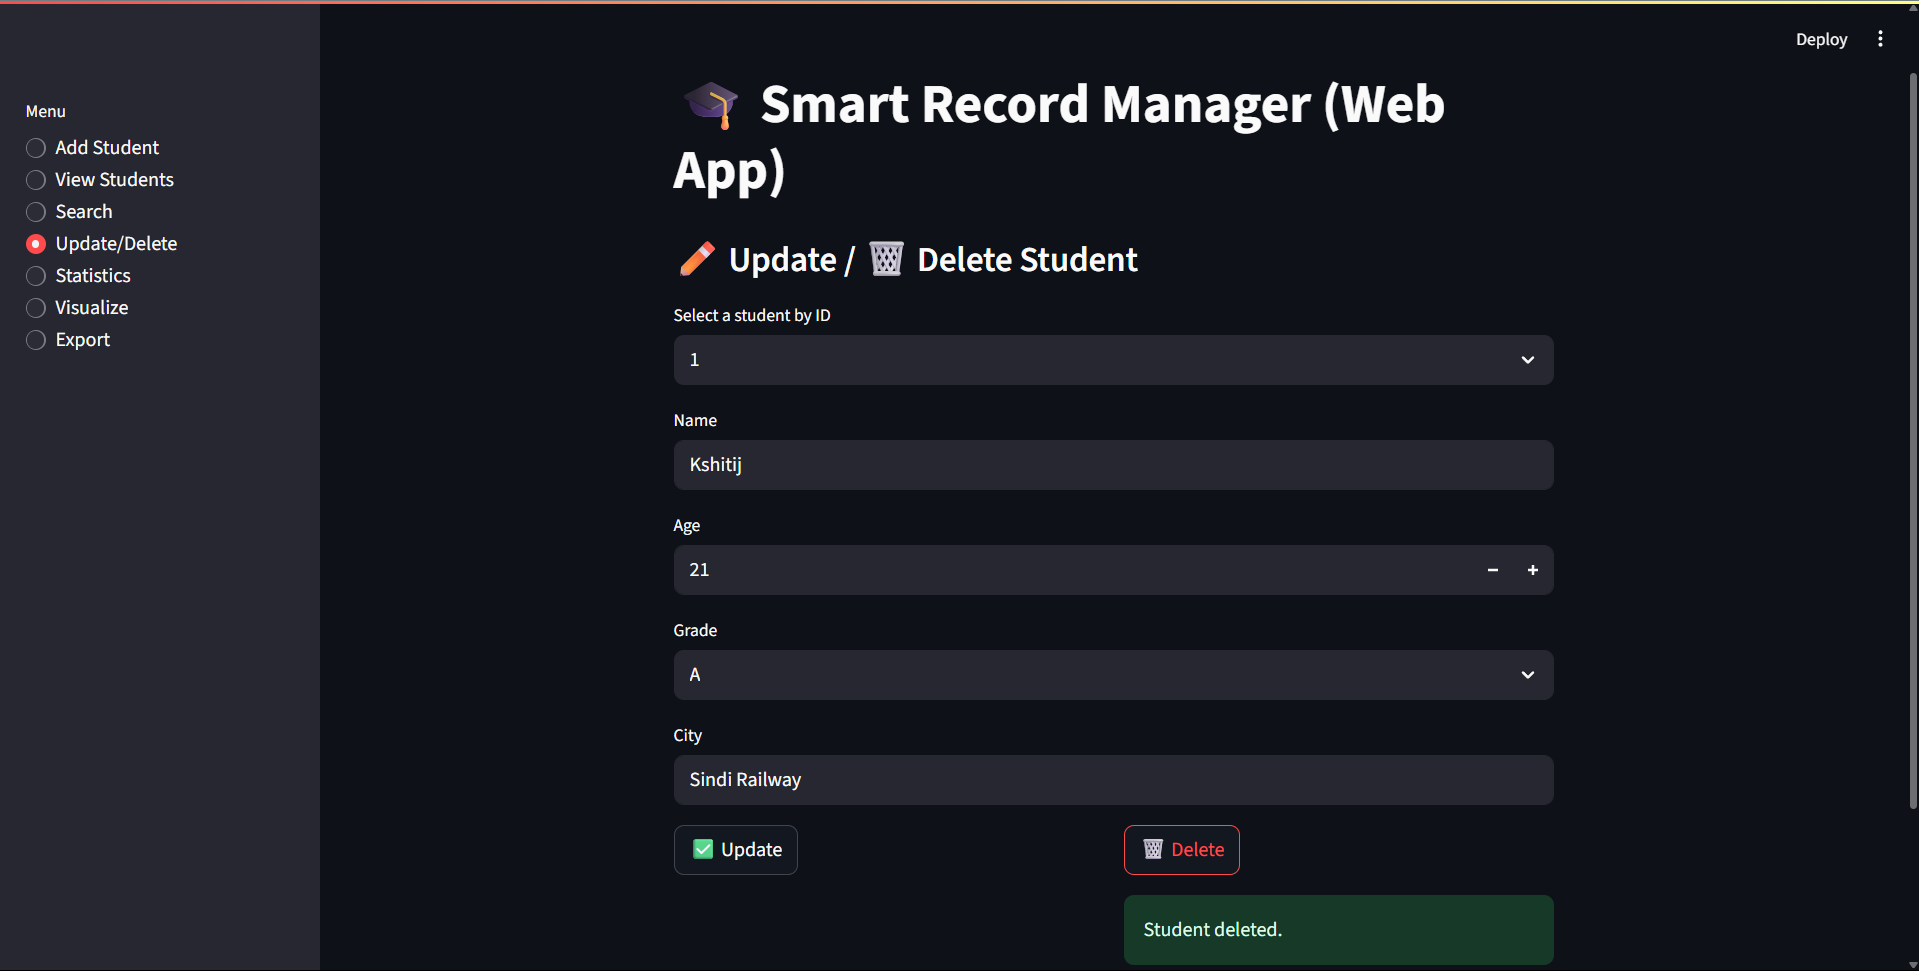 Deploy
Menu
Add Student
View Students
Search
Update/Delete
Statistics
Visualize
Export
🎓 Smart Record Manager (Web
App)
✏️ Update / 🗑️ Delete Student
Select a student by ID
1
Name
Kshitij
Age
21
− +
Grade
A
City
Sindi Railway
✅ Update
🗑️ Delete
Student deleted.